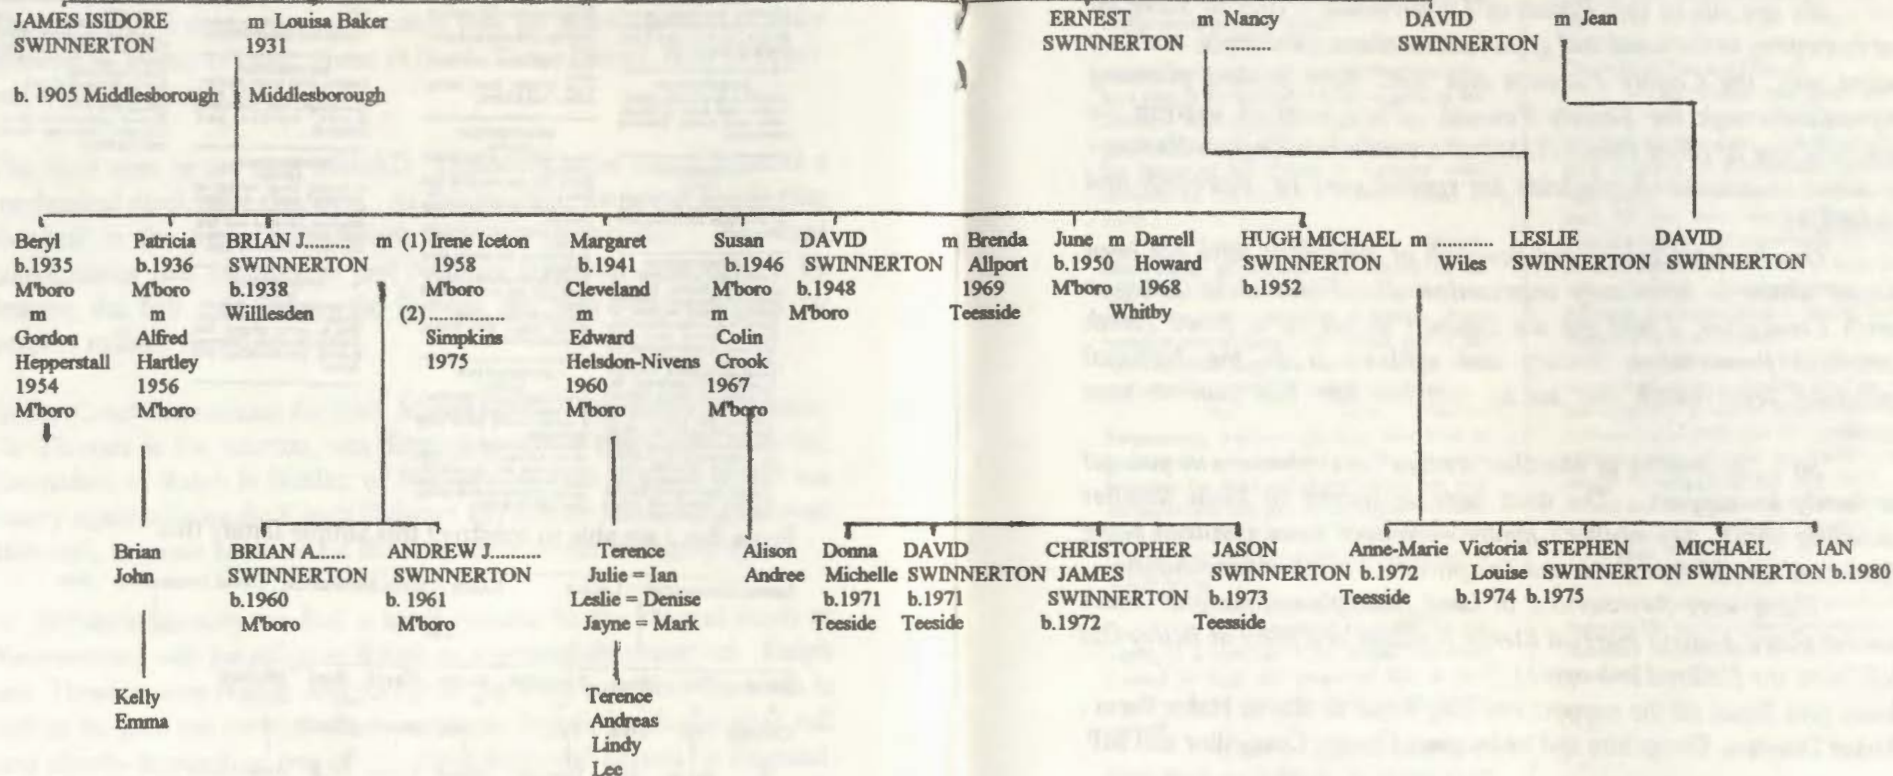 JAMES ISIDORE
SWINNERTON
b. 1905 Middlesborough
m Louisa Baker
1931
Middlesborough
ERNEST
SWINNERTON
m Nancy
..........
DAVID
SWINNERTON
m Jean
Beryl
b.1935
M'boro
m
Gordon
Hepperstall
1954
M'boro
Patricia
b.1936
M'boro
m
Alfred
Hartley
1956
M'boro
BRIAN J.........
SWINNERTON
b.1938
Willlesden
m (1) Irene Iceton
1958
M'boro
(2) ................
Simpkins
1975
Margaret
b.1941
Cleveland
m
Edward
Helsdon-Nivens
1960
M'boro
Susan
b.1946
M'boro
m
Colin
Crook
1967
M'boro
DAVID
SWINNERTON
b.1948
M'boro
m Brenda
Allport
1969
Teesside
June
b.1950
M'boro
m Darrell
Howard
1968
Whitby
HUGH MICHAEL
SWINNERTON
b.1952
m ...........
Wiles
LESLIE
SWINNERTON
DAVID
SWINNERTON
Brian
John
BRIAN A.....
SWINNERTON
b.1960
M'boro
ANDREW J..........
SWINNERTON
b. 1961
M'boro
Terence
Julie = Ian
Leslie = Denise
Jayne = Mark
Alison
Andree
Donna
Michelle
b.1971
Teeside
DAVID
SWINNERTON
b.1971
Teeside
CHRISTOPHER
JAMES
SWINNERTON
b.1972
JASON
SWINNERTON
b.1973
Teesside
Anne-Marie
b.1972
Teesside
Victoria
Louise
b.1974
STEPHEN
SWINNERTON
b.1975
MICHAEL
SWINNERTON
IAN
b.1980
Kelly
Emma
Terence
Andreas
Lindy
Lee